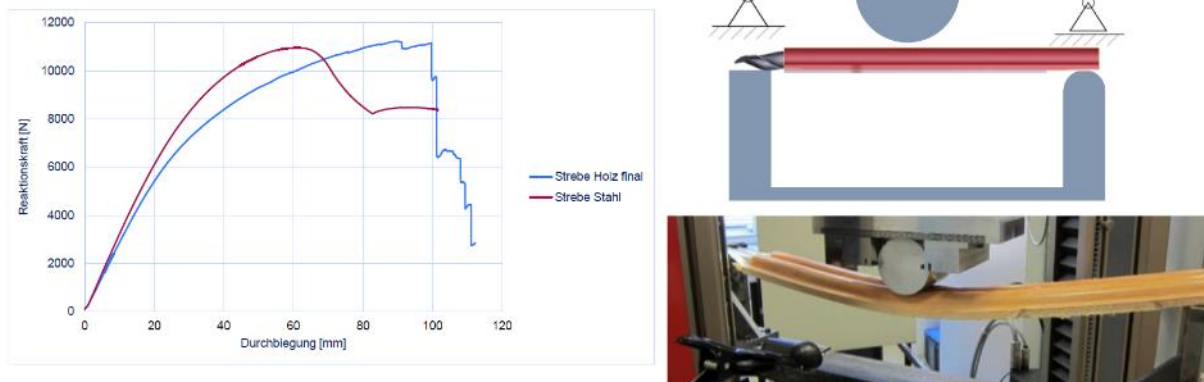 12000
10000
8000
6000
4000
2000
0
Reaktionskraft [N]
0 20 40 60 80 100 120
Durchbiegung [mm]
Strebe Holz final
Strebe Stahl